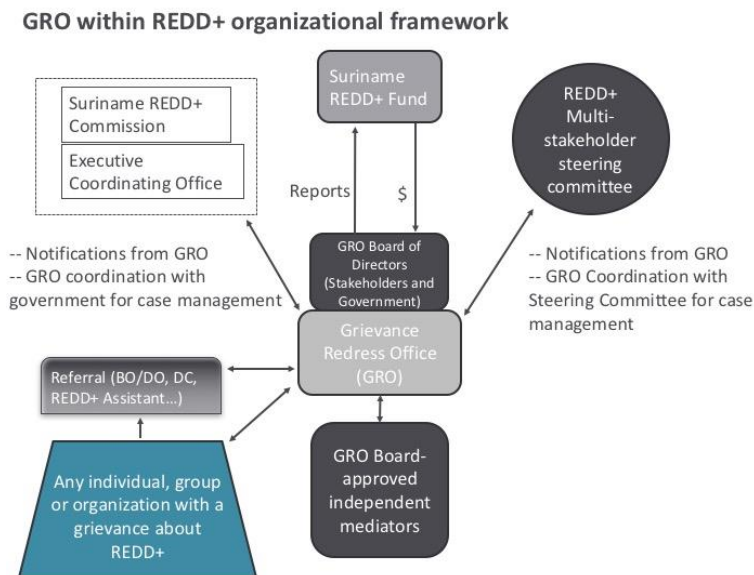 GRO within REDD+ organizational framework
Suriname REDD+
Commission
Executive
Coordinating Office
Suriname
REDD+ Fund
REDD+
Multi-
stakeholder
steering
committee
Reports
$
-- Notifications from GRO
-- GRO coordination with
government for case management
GRO Board of
Directors
(Stakeholders and
Government)
-- Notifications from GRO
-- GRO Coordination with
Steering Committee for case
management
Grievance
Redress Office
(GRO)
Referral (BO/DO, DC,
REDD+ Assistant...)
Any individual, group
or organization with a
grievance about
REDD+
GRO Board-
approved
independent
mediators